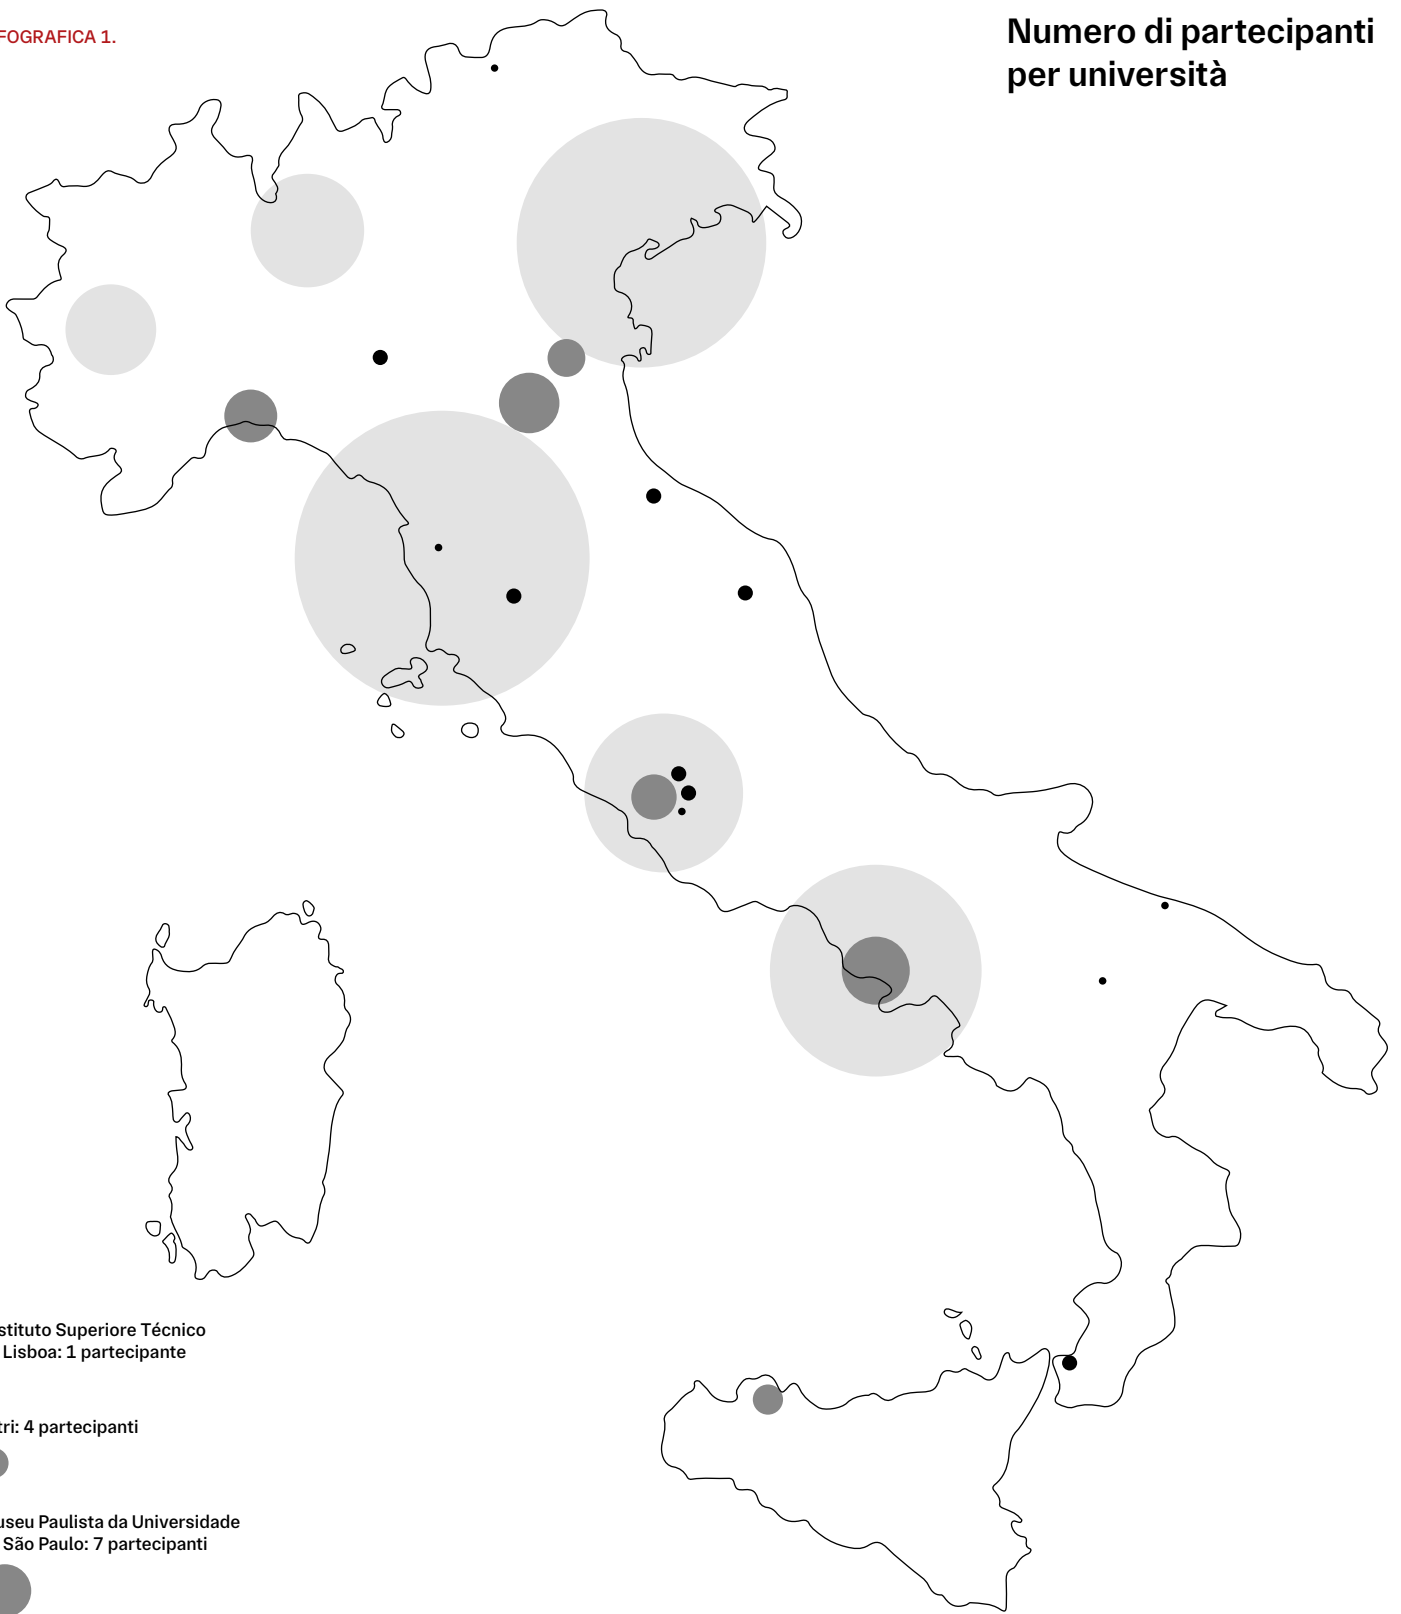 FOGRAFICA 1.
Numero di partecipanti
per università
stituto Superiore Técnico
Lisboa: 1 partecipante
tri: 4 partecipanti
useu Paulista da Universidade
São Paulo: 7 partecipanti